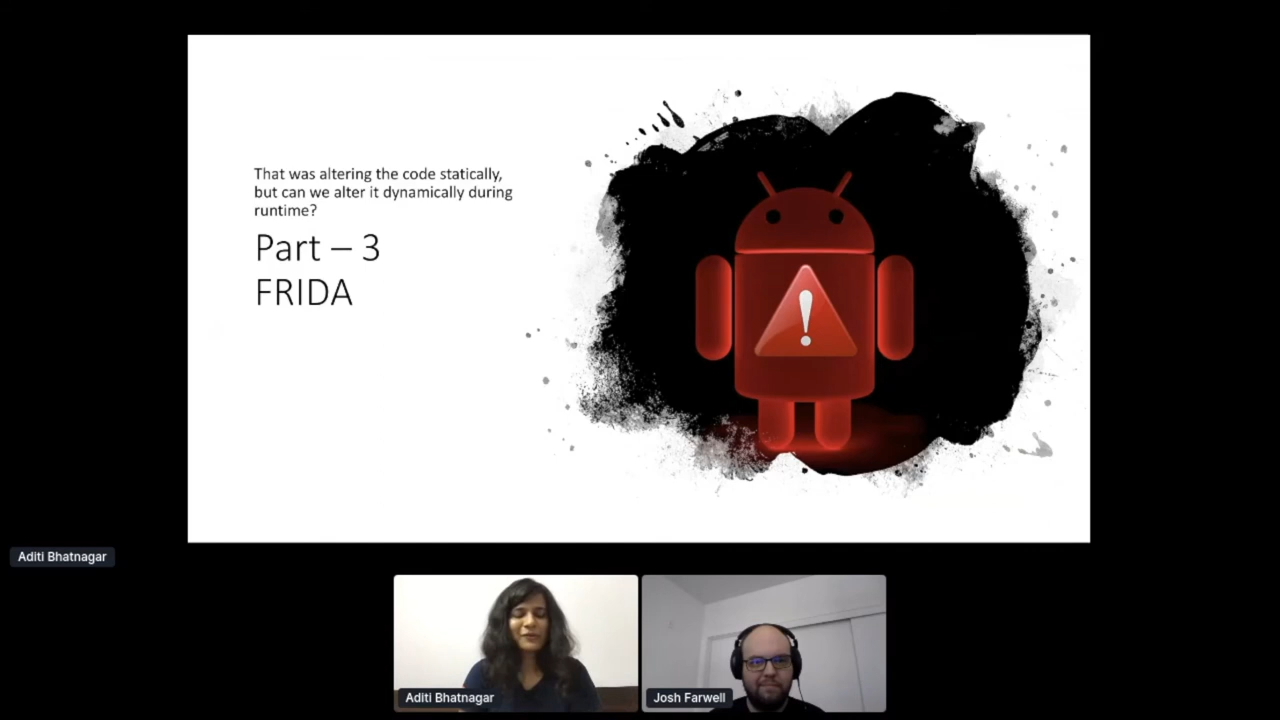 That was altering the code statically,
but can we alter it dynamically during
runtime?
Part – 3
FRIDA
!
Aditi Bhatnagar
Aditi Bhatnagar
Josh Farwell